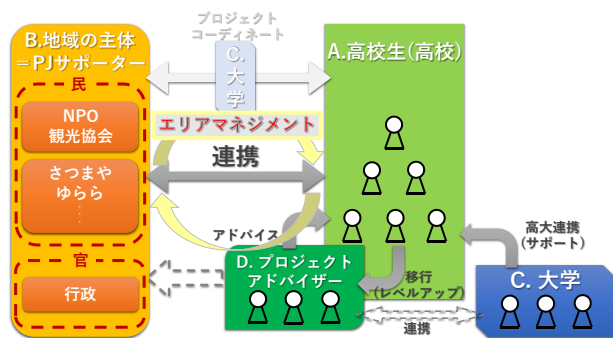 プロジェクト
コーディネート
C.
大
学
B.地域の主体
＝PJサポーター
民
NPO
観光協会
さつまや
ゆらら
官
行政
エリアマネジメント
連携
A.高校生(高校)
アドバイス
D. プロジェクト
アドバイザー
移行
(レベルアップ)
連携
高大連携
(サポート)
C. 大学